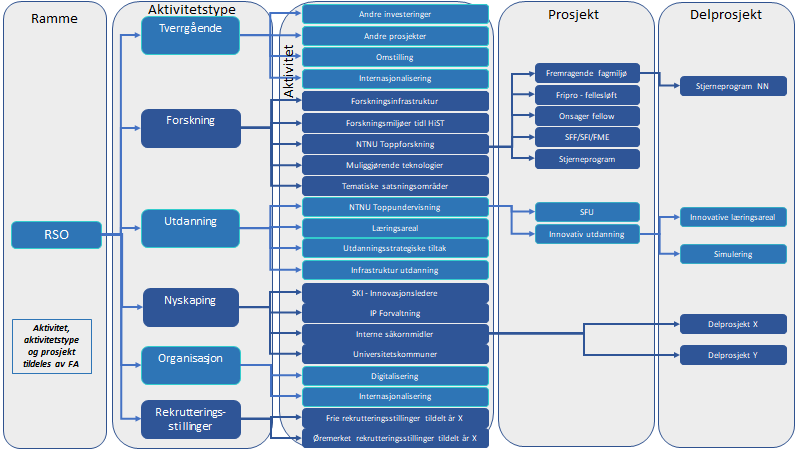 Ramme
Aktivitetstype
Aktivitet
Prosjekt
Delprosjekt
RSO
Aktivitet,
aktivitetstype
og prosjekt
tildeles av FA
Tverrgående
Forskning
Utdanning
Nyskaping
Organisasjon
Rekrutterings-
stillinger
Andre investeringer
Andre prosjekter
Omstilling
Internasjonalisering
Forskningsinfrastruktur
Forskningsmiljøer tidl HiST
NTNU Toppforskning
Muliggjørende teknologier
Tematiske satsningsområder
NTNU Toppundervisning
Læringsareal
Utdanningsstrategiske tiltak
Infrastruktur utdanning
SKI - Innovasjonsledere
IP Forvaltning
Interne såkornmidler
Universitetskommuner
Digitalisering
Internasjonalisering
Frie rekrutteringsstillinger tildelt år X
Øremerket rekrutteringsstillinger tildelt år X
Fremragende fagmiljø
Fripro - fellesløft
Onsager fellow
SFF/SFI/FME
Stjerneprogram
SFU
Innovativ utdanning
Stjerneprogram NN
Innovative læringsareal
Simulering
Delprosjekt X
Delprosjekt Y